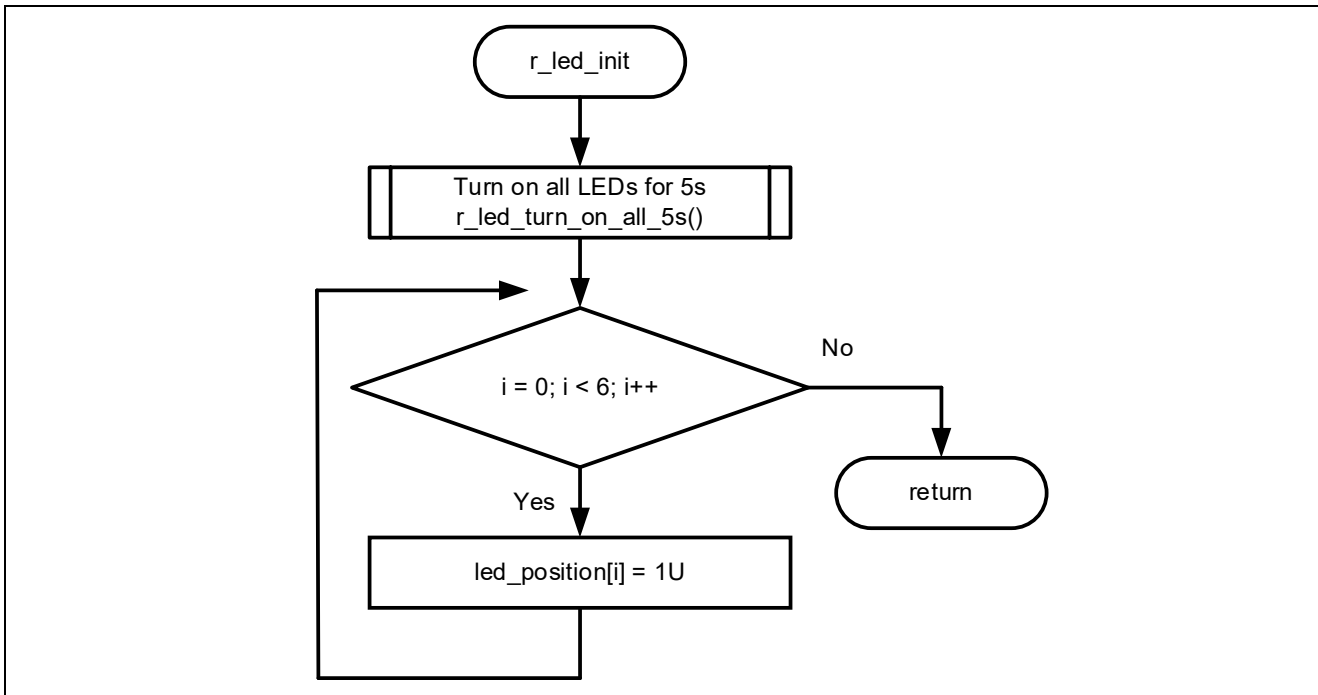 r_led_init
Turn on all LEDs for 5s
r_led_turn_on_all_5s()
i = 0; i < 6; i++
No
Yes
return
led_position[i] = 1U